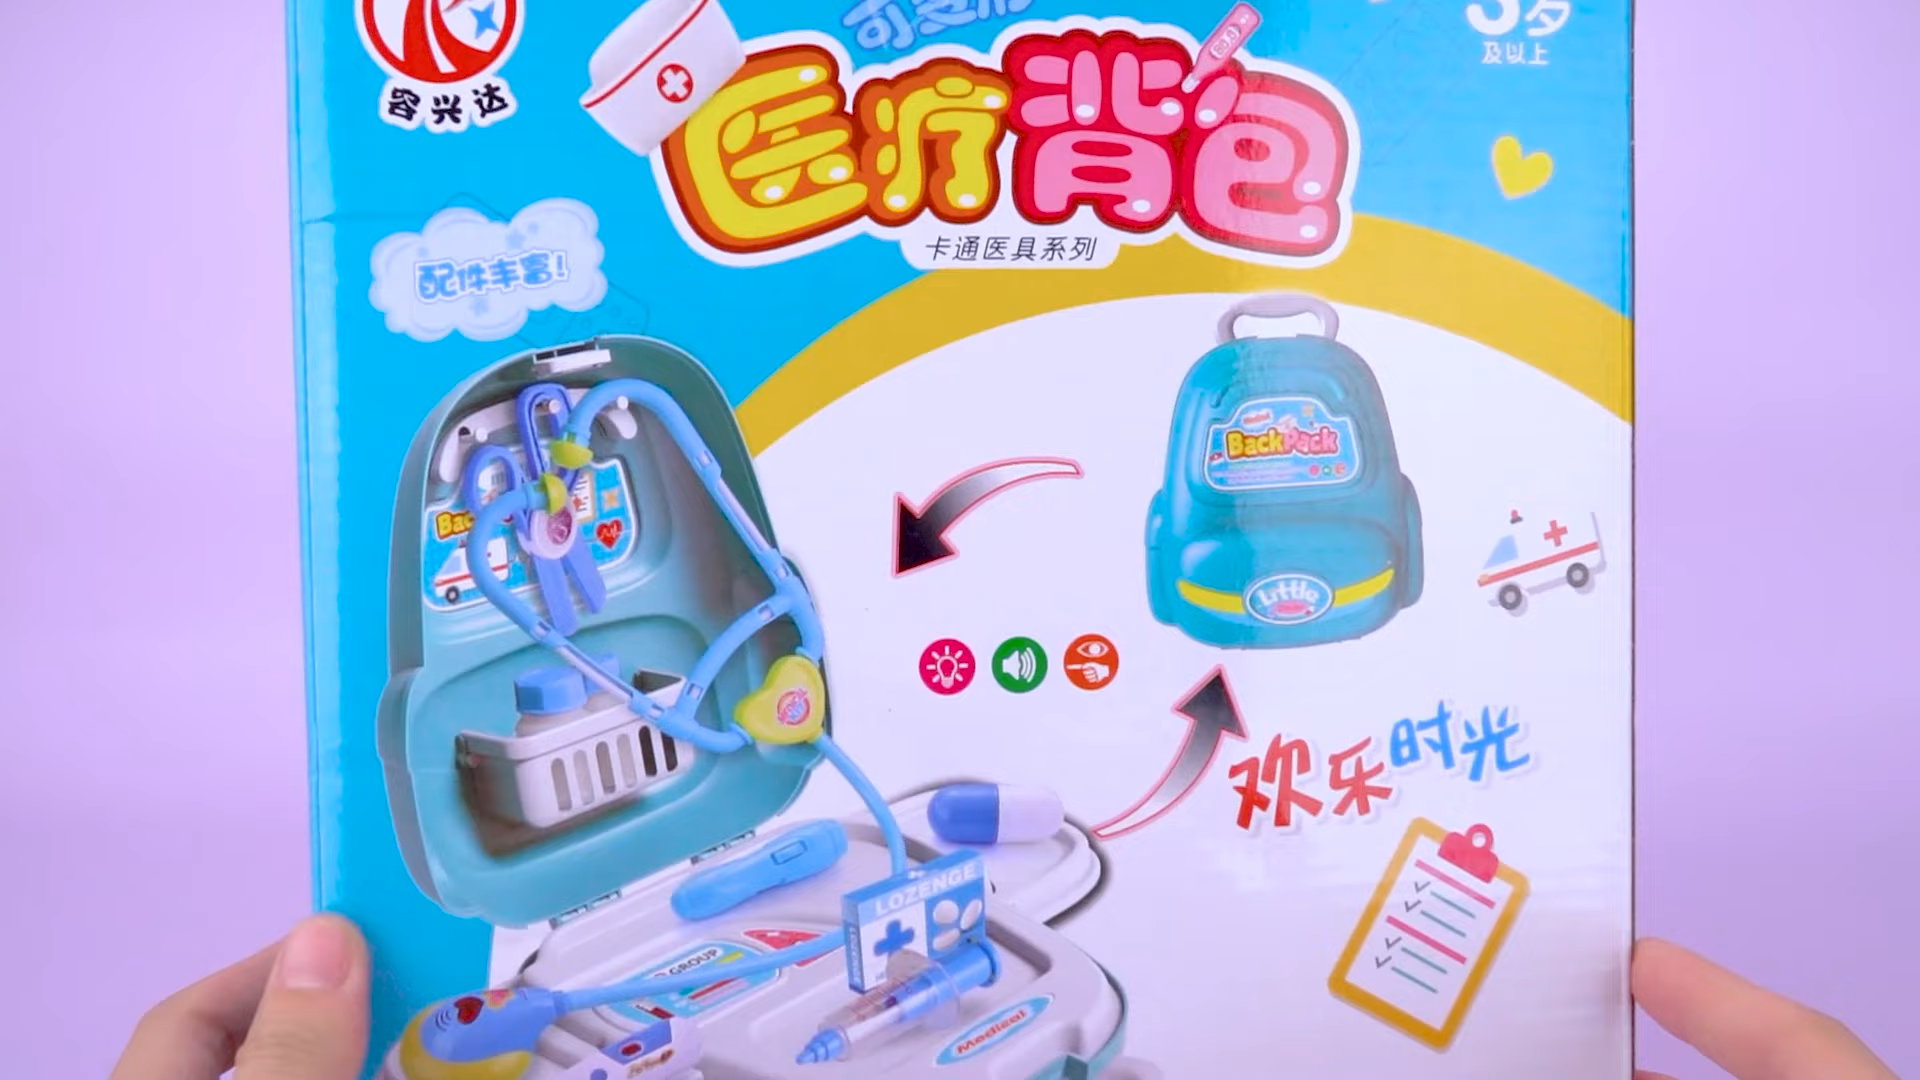 容兴达
医疗背包
卡通医具系列
3岁
及以上
配件丰富!
BackPack
Little
欢乐时光
LOZENGE
GROUP
Medical